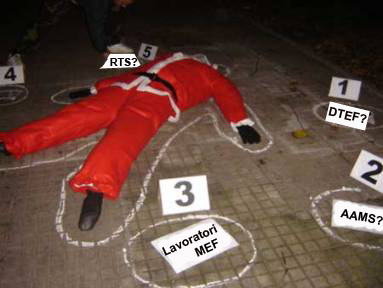 5
RTS?
4
1
DTEF?
2
AAMS?
3
Lavoratori
MEF